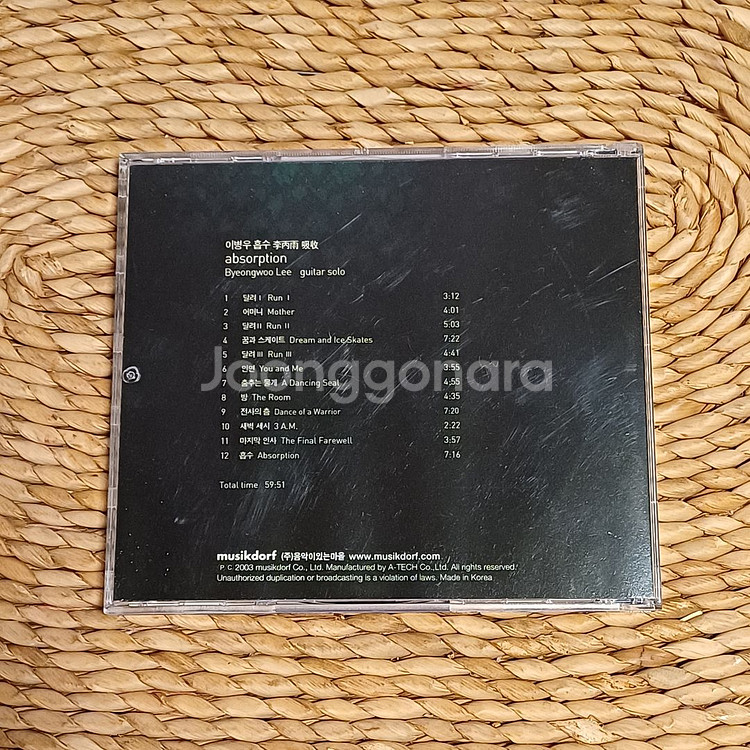 이병우 흡수 李丙雨 吸收
absorption
Byeongwoo Lee guitar solo
1 달려 I Run I 3:12
2 어머니 Mother 4:01
3 달려 II Run II 5:03
4 꿈과 스케이트 Dream and Ice Skates 7:22
5 달려 III Run III 4:41
6 인연 You and Me 3:55
7 춤추는 물개 A Dancing Seal 4:55
8 방 The Room 4:35
9 전사의 춤 Dance of a Warrior 7:20
10 새벽 세시 3 A.M. 2:22
11 마지막 인사 The Final Farewell 3:57
12 흡수 Absorption 7:16
Total time 59:51
Joonggonara
musikdorf (주)음악이있는마을 www.musikdorf.com
P. C 2003 musikdorf Co., Ltd. Manufactured by A-TECH Co.,Ltd. All rights reserved.
Unauthorized duplication or broadcasting is a violation of laws. Made in Korea